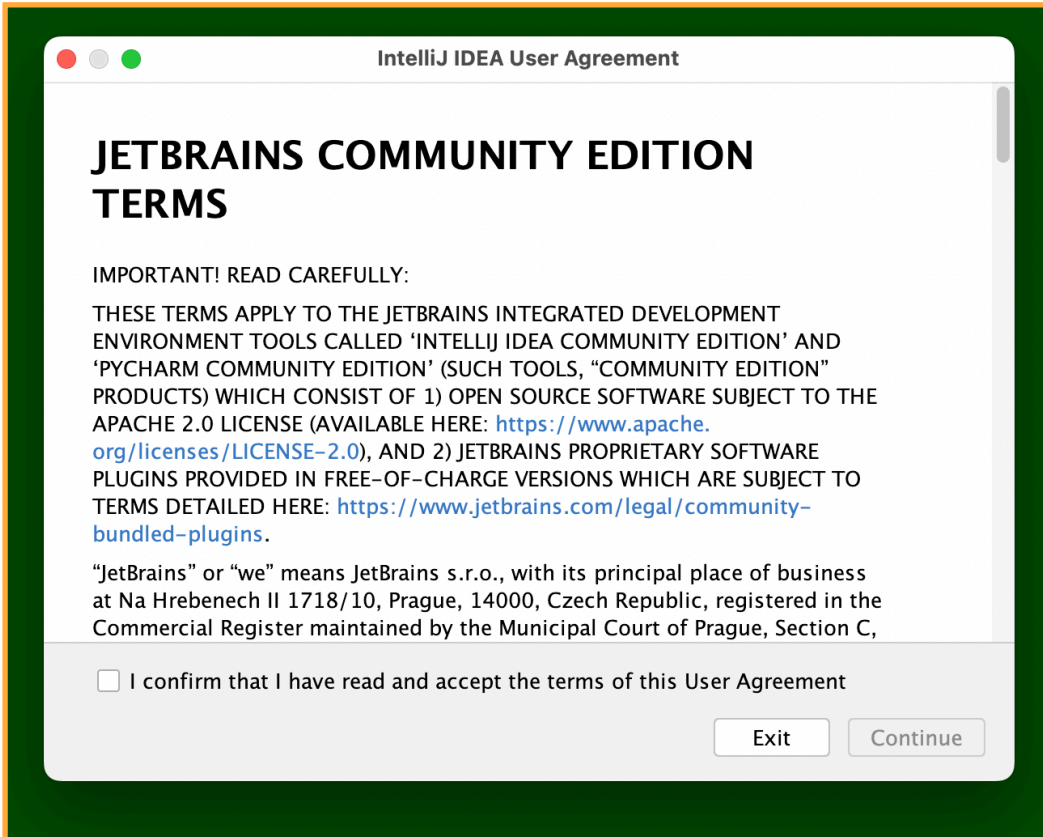 IntelliJ IDEA User Agreement
JETBRAINS COMMUNITY EDITION
TERMS
IMPORTANT! READ CAREFULLY:
THESE TERMS APPLY TO THE JETBRAINS INTEGRATED DEVELOPMENT
ENVIRONMENT TOOLS CALLED ‘INTELLIJ IDEA COMMUNITY EDITION’ AND
‘PYCHARM COMMUNITY EDITION’ (SUCH TOOLS, “COMMUNITY EDITION”
PRODUCTS) WHICH CONSIST OF 1) OPEN SOURCE SOFTWARE SUBJECT TO THE
APACHE 2.0 LICENSE (AVAILABLE HERE: https://www.apache.
org/licenses/LICENSE-2.0), AND 2) JETBRAINS PROPRIETARY SOFTWARE
PLUGINS PROVIDED IN FREE-OF-CHARGE VERSIONS WHICH ARE SUBJECT TO
TERMS DETAILED HERE: https://www.jetbrains.com/legal/community-
bundled-plugins.
“JetBrains” or “we” means JetBrains s.r.o., with its principal place of business
at Na Hrebenech II 1718/10, Prague, 14000, Czech Republic, registered in the
Commercial Register maintained by the Municipal Court of Prague, Section C,
I confirm that I have read and accept the terms of this User Agreement
Exit
Continue